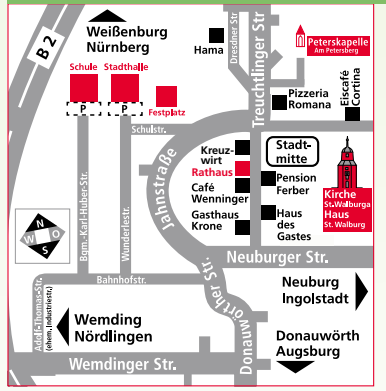 B 2
Weißenburg
Nürnberg
Hama
Dresdner Str
Treuchtlinger Str.
Peterskapelle
Am Petersberg
Schule
Stadthalle
P
P
Festplatz
Pizzeria
Romana
Eiscafé
Cortina
Schulstr.
Jahnstraße
Kreuz-
wirt
Rathaus
Café
Wenninger
Gasthaus
Krone
Stadt-
mitte
Pension
Ferber
Haus
des
Gastes
Kirche
St.Walburga
Haus
St. Walburg
Bgm.-Karl-Huber-Str.
Wunderlestr.
N
W
O
S
Neuburger Str.
Bahnhofstr.
Adolf-Thomas-Str.
(ehem. Industriestr.)
Wemding
Nördlingen
Donauwörther Str.
Neuburg
Ingolstadt
Donauwörth
Augsburg
Wemdinger Str.